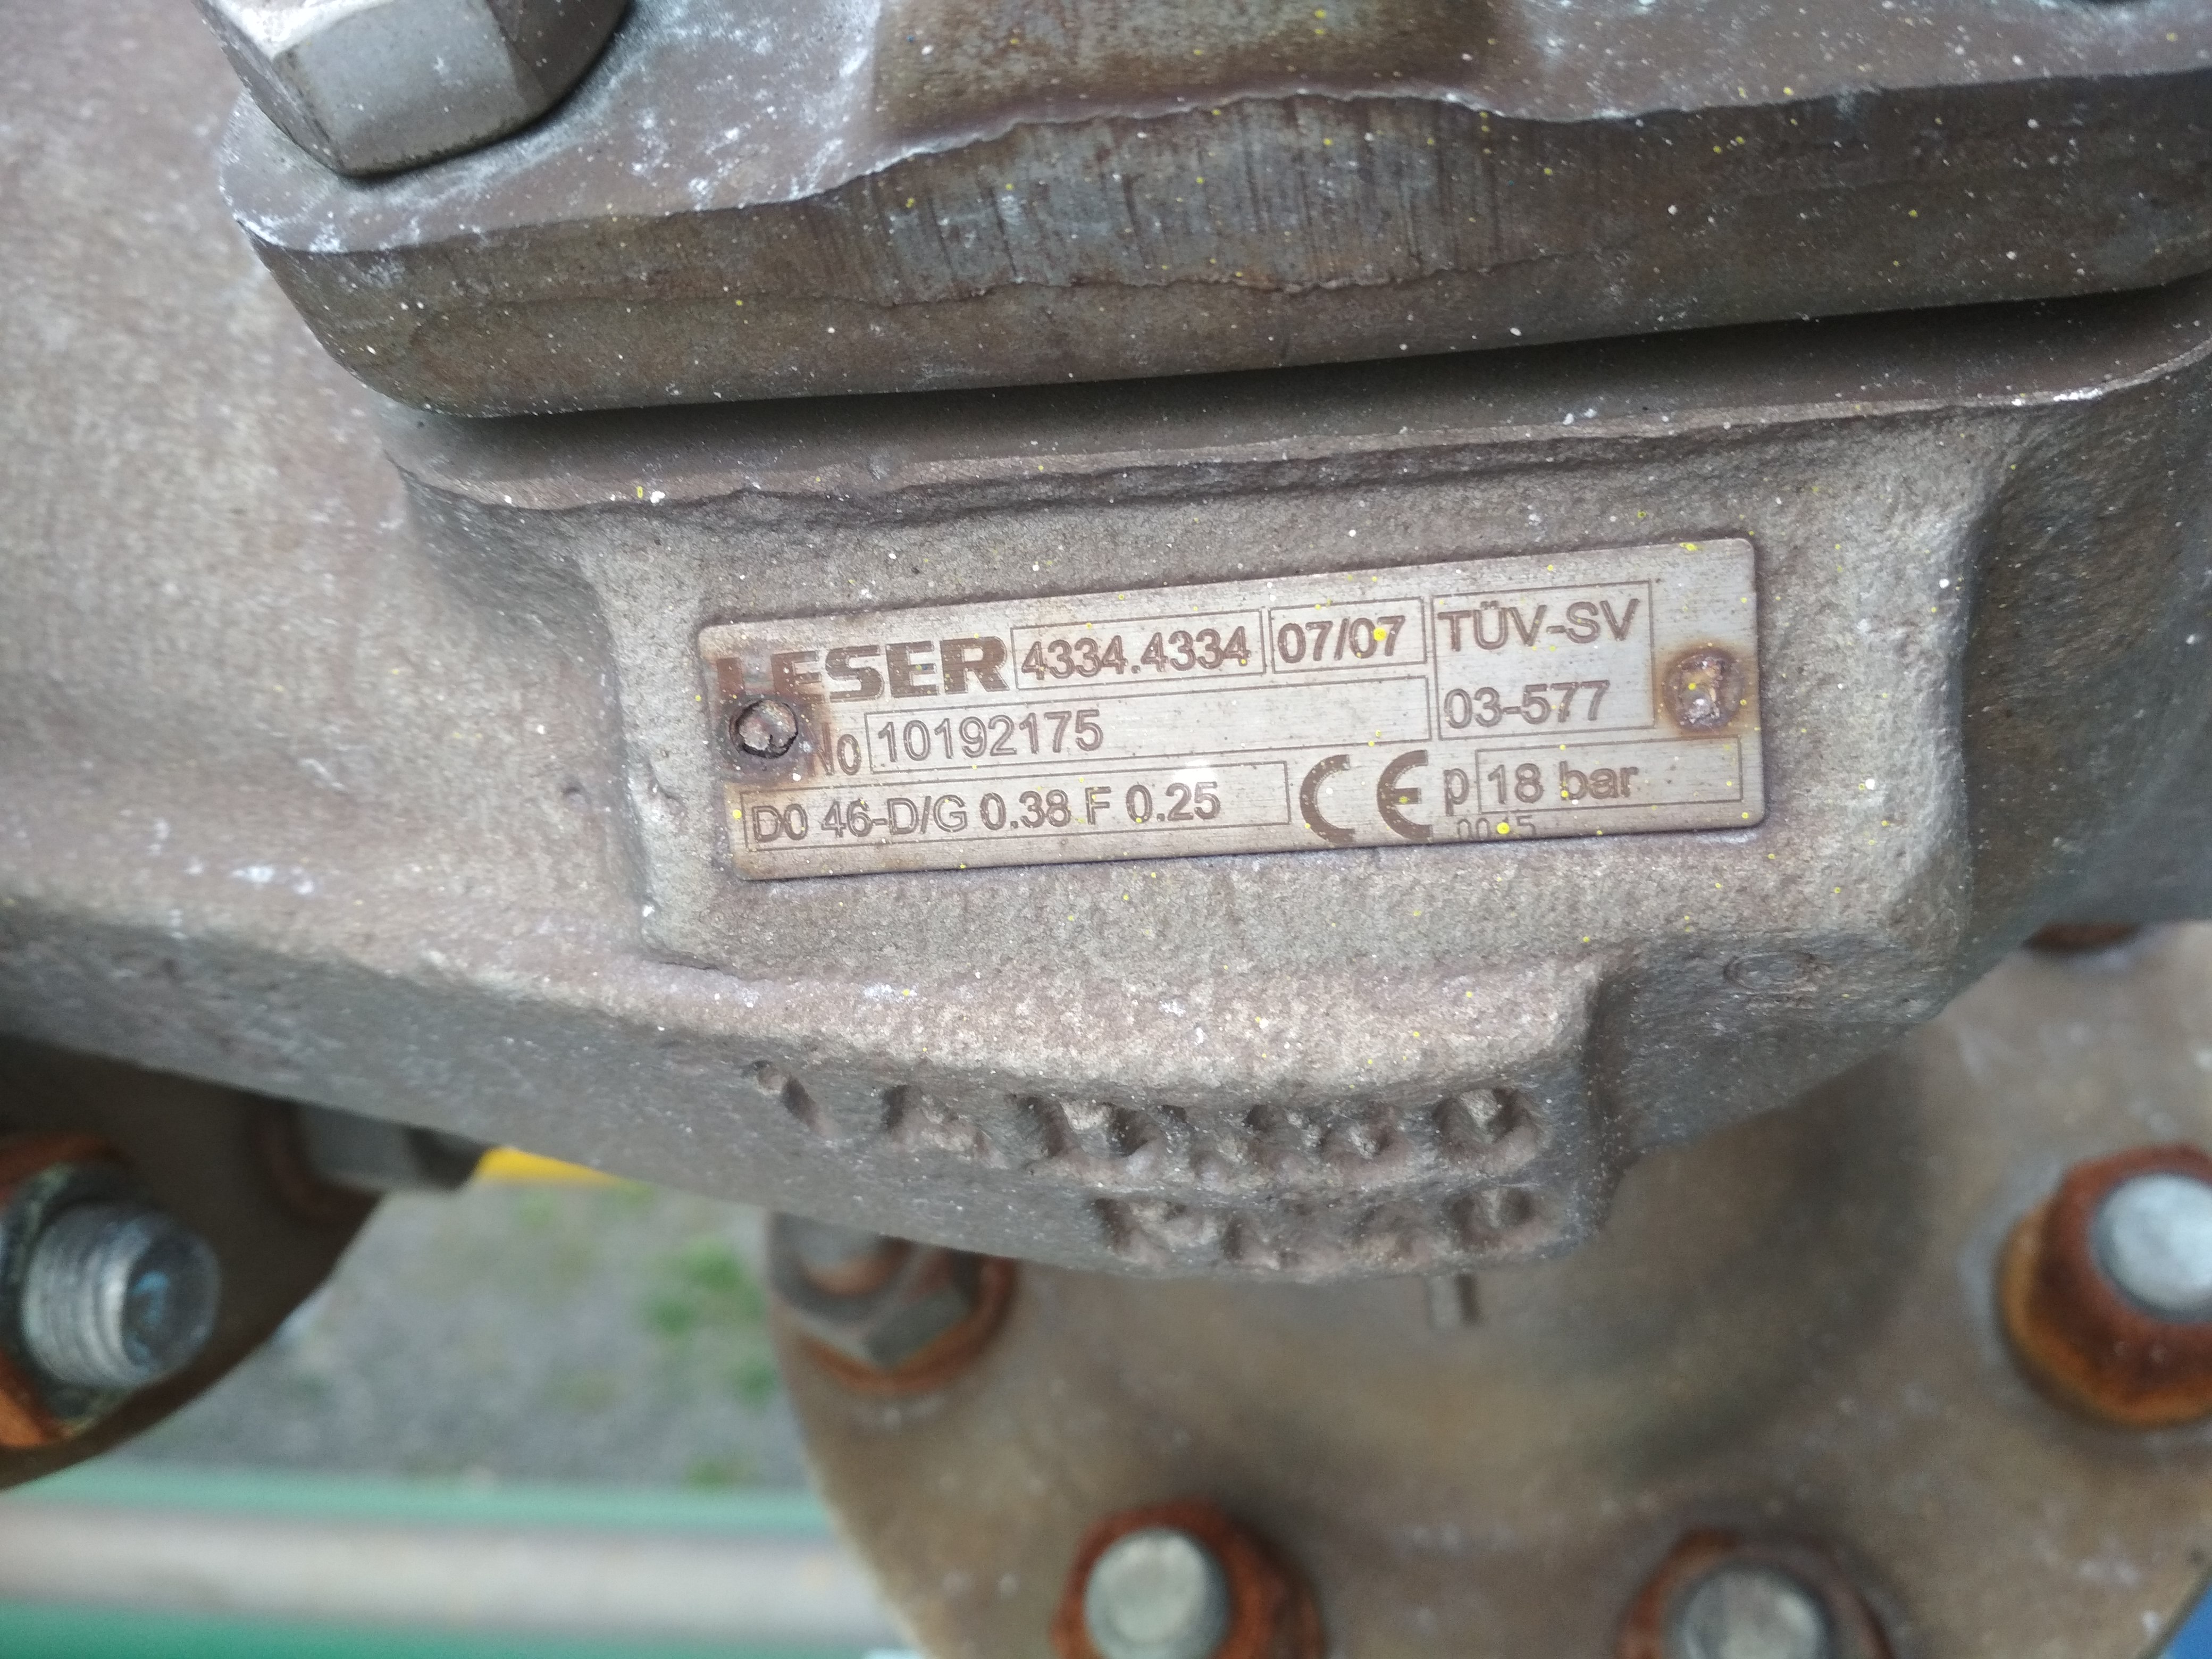 LESER 4334.4334 07/07 TÜV-SV
No 10192175 03-577
D0 46-D/G 0.38 F 0.25 CE p 18 bar